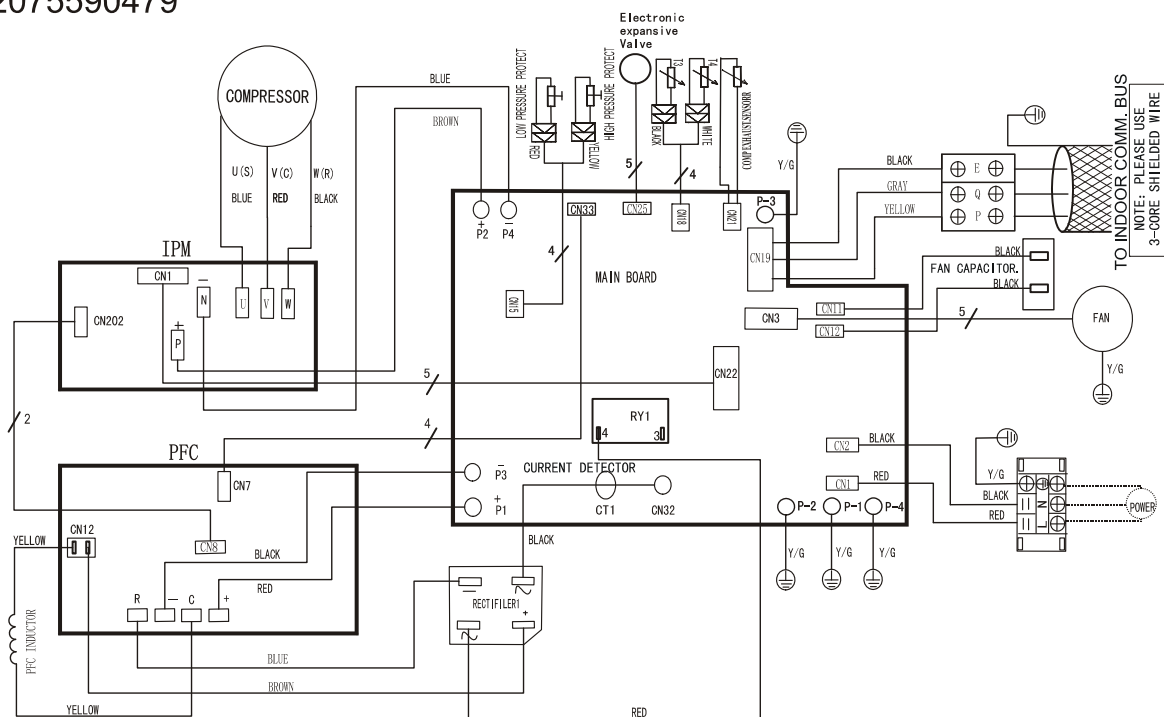 2075590479
Electronic
expansive
Valve
COMPRESSOR
BLUE
BROWN
LOW PRESSURE PROTECT
HIGH PRESSURE PROTECT
RED
YELLOW
T3
T4
BLACK
WHITE
COMP.EXHAUST.SENSORR
5
4
4
Y/G
U(S)
V(C)
W(R)
BLUE
RED
BLACK
BLACK
GRAY
YELLOW
E
Q
P
TO INDOOR COMM. BUS
NOTE: PLEASE USE
3-CORE SHIELDED WIRE
IPM
CN1
CN202
N
U
V
W
+
P
+
P2
-
P4
CN33
CN25
CN18
CN21
P-3
CN19
MAIN BOARD
CN15
CN3
CN11
CN12
BLACK
FAN CAPACITOR.
BLACK
5
FAN
Y/G
2
5
4
CN22
RY1
4
3
CN2
BLACK
CN1
RED
Y/G
BLACK
RED
N
L
POWER
PFC
CN7
CN12
CN8
YELLOW
- P3
+
P1
CURRENT DETECTOR
CT1
CN32
P-2
P-1
P-4
Y/G
Y/G
Y/G
BLACK
BLACK
RED
R
-
C
+
RECTIFILER1
-
+
PFC INDUCTOR
BLUE
BROWN
YELLOW
RED